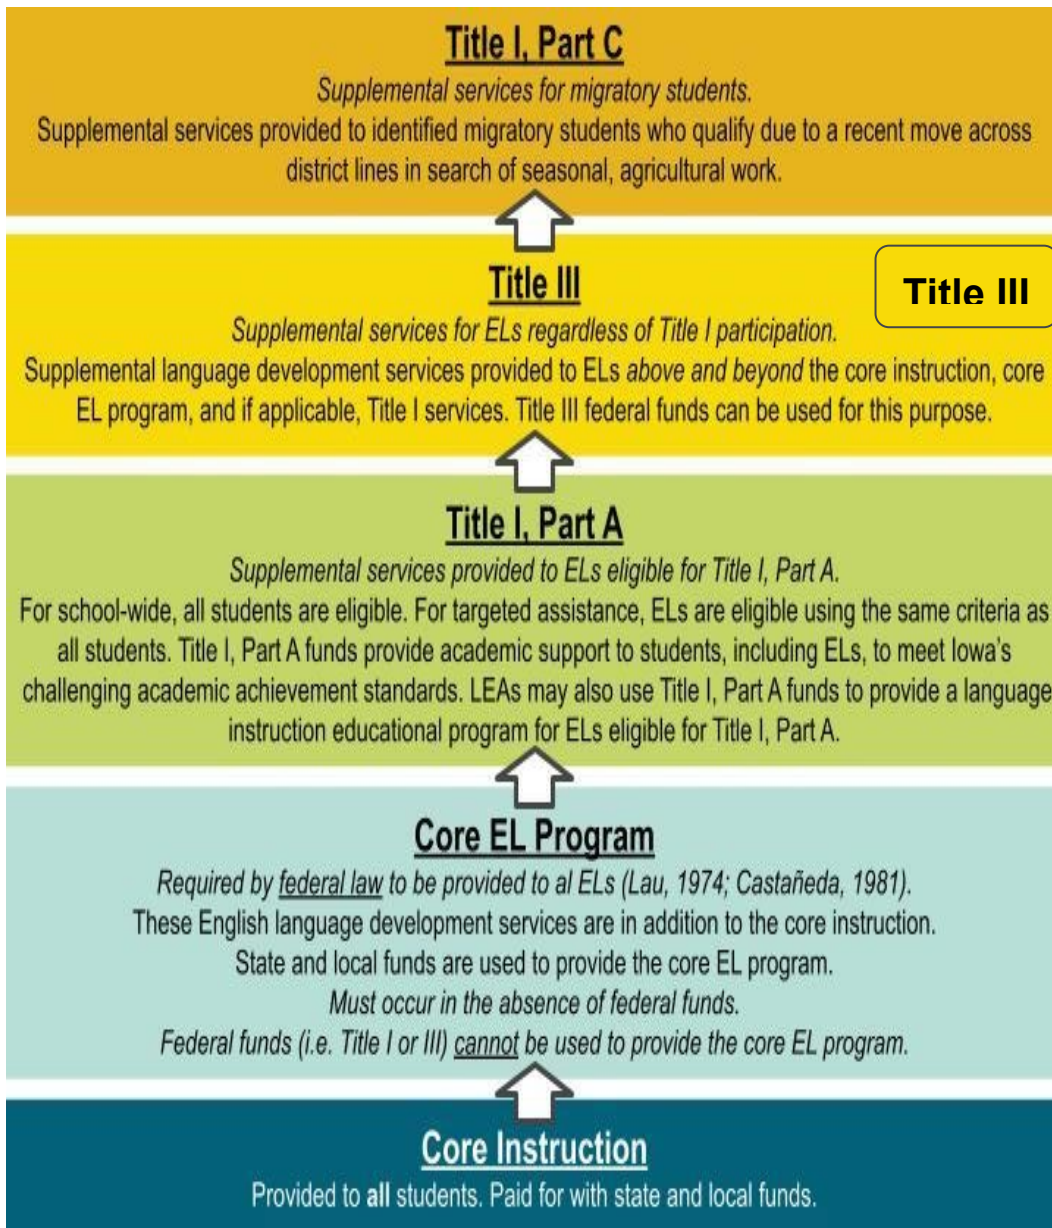 Title I, Part C
Supplemental services for migratory students.
Supplemental services provided to identified migratory students who qualify due to a recent move across
district lines in search of seasonal, agricultural work.
Title III
Title III
Supplemental services for ELs regardless of Title I participation.
Supplemental language development services provided to ELs above and beyond the core instruction, core
EL program, and if applicable, Title I services. Title III federal funds can be used for this purpose.
Title I, Part A
Supplemental services provided to ELs eligible for Title I, Part A.
For school-wide, all students are eligible. For targeted assistance, ELs are eligible using the same criteria as
all students. Title I, Part A funds provide academic support to students, including ELs, to meet Iowa's
challenging academic achievement standards. LEAs may also use Title I, Part A funds to provide a language
instruction educational program for ELs eligible for Title I, Part A.
Core EL Program
Required by federal law to be provided to al ELs (Lau, 1974; Castañeda, 1981).
These English language development services are in addition to the core instruction.
State and local funds are used to provide the core EL program.
Must occur in the absence of federal funds.
Federal funds (i.e. Title I or III) cannot be used to provide the core EL program.
Core Instruction
Provided to all students. Paid for with state and local funds.